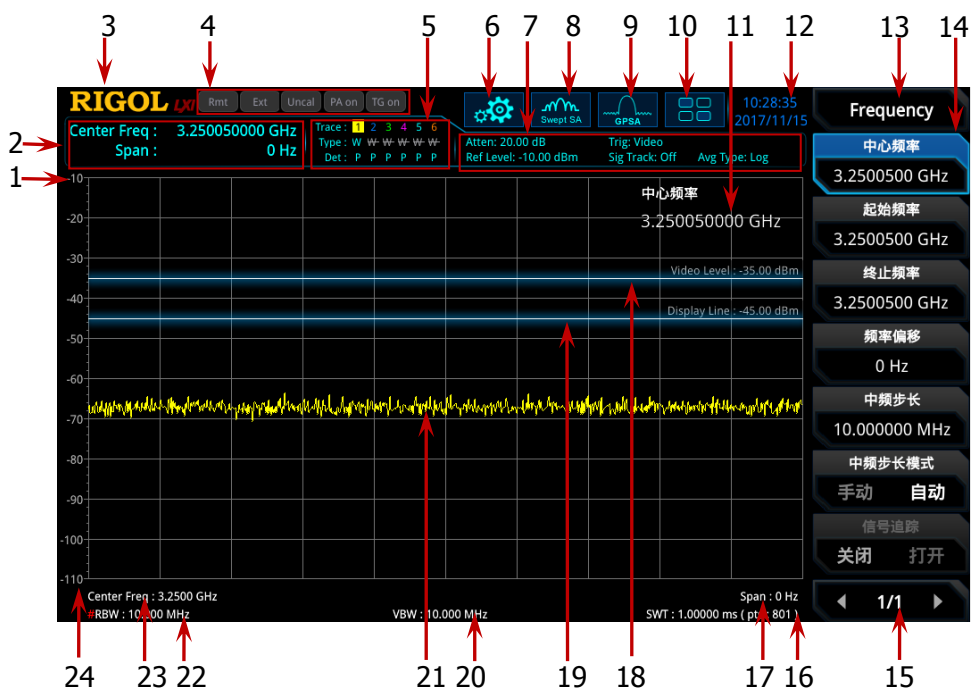 3 4 5 6 7 8 9 10 11 12 13 14
RIGOL LXI Rmt Ext Uncal PA on TG on
Swept SA
GPSA
10:28:35
2017/11/15
Frequency
2
Center Freq : 3.250050000 GHz
Span : 0 Hz
Trace : 1 2 3 4 5 6
Type : W W W W W W
Det : P P P P P P
Atten: 20.00 dB Trig: Video
Ref Level: -10.00 dBm Sig Track: Off Avg Type: Log
1
-10
-20
-30
-40
-50
-60
-70
-80
-90
-100
-110
中心频率
3.250050000 GHz
Video Level : -35.00 dBm
Display Line : -45.00 dBm
中心频率
3.2500500 GHz
起始频率
3.2500500 GHz
终止频率
3.2500500 GHz
频率偏移
0 Hz
中频步长
10.000000 MHz
中频步长模式
手动 自动
信号追踪
关闭 打开
1/1
Center Freq : 3.2500 GHz Span : 0 Hz
#RBW : 10.000 MHz VBW : 10.000 MHz SWT : 1.00000 ms ( pts : 801 )
24 23 22 21 20 19 18 17 16 15